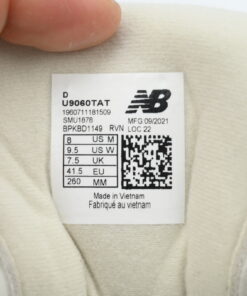 D
U9060TAT
1960711181509
SMU1678
BPKBD1149 RVN
NB
MFG 09/2021
LOC 22
8 US M
9.5 US W
7.5 UK
41.5 EU
260 MM
Made in Vietnam
Fabriqué au vietnam